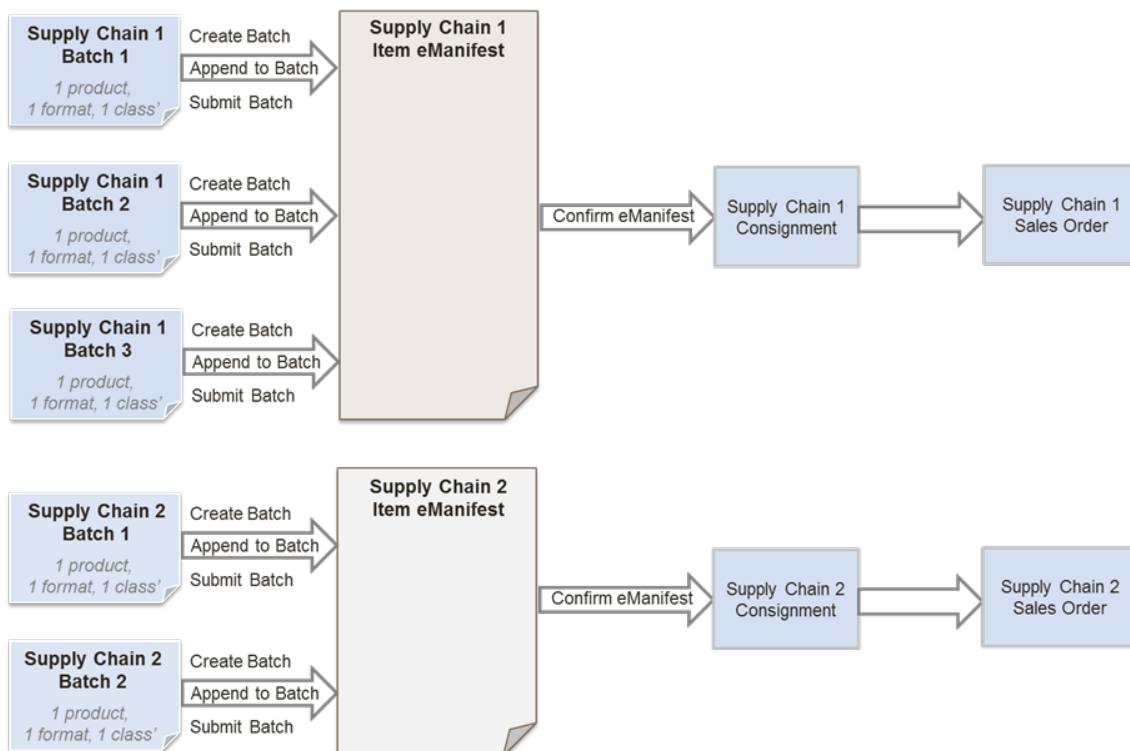 Supply Chain 1
Batch 1
1 product,
1 format, 1 class’
Create Batch
Append to Batch
Submit Batch
Supply Chain 1
Item eManifest
Supply Chain 1
Batch 2
1 product,
1 format, 1 class’
Create Batch
Append to Batch
Submit Batch
Confirm eManifest
Supply Chain 1
Consignment
Supply Chain 1
Sales Order
Supply Chain 1
Batch 3
1 product,
1 format, 1 class’
Create Batch
Append to Batch
Submit Batch
Supply Chain 2
Batch 1
1 product,
1 format, 1 class’
Create Batch
Append to Batch
Submit Batch
Supply Chain 2
Item eManifest
Confirm eManifest
Supply Chain 2
Consignment
Supply Chain 2
Sales Order
Supply Chain 2
Batch 2
1 product,
1 format, 1 class’
Create Batch
Append to Batch
Submit Batch